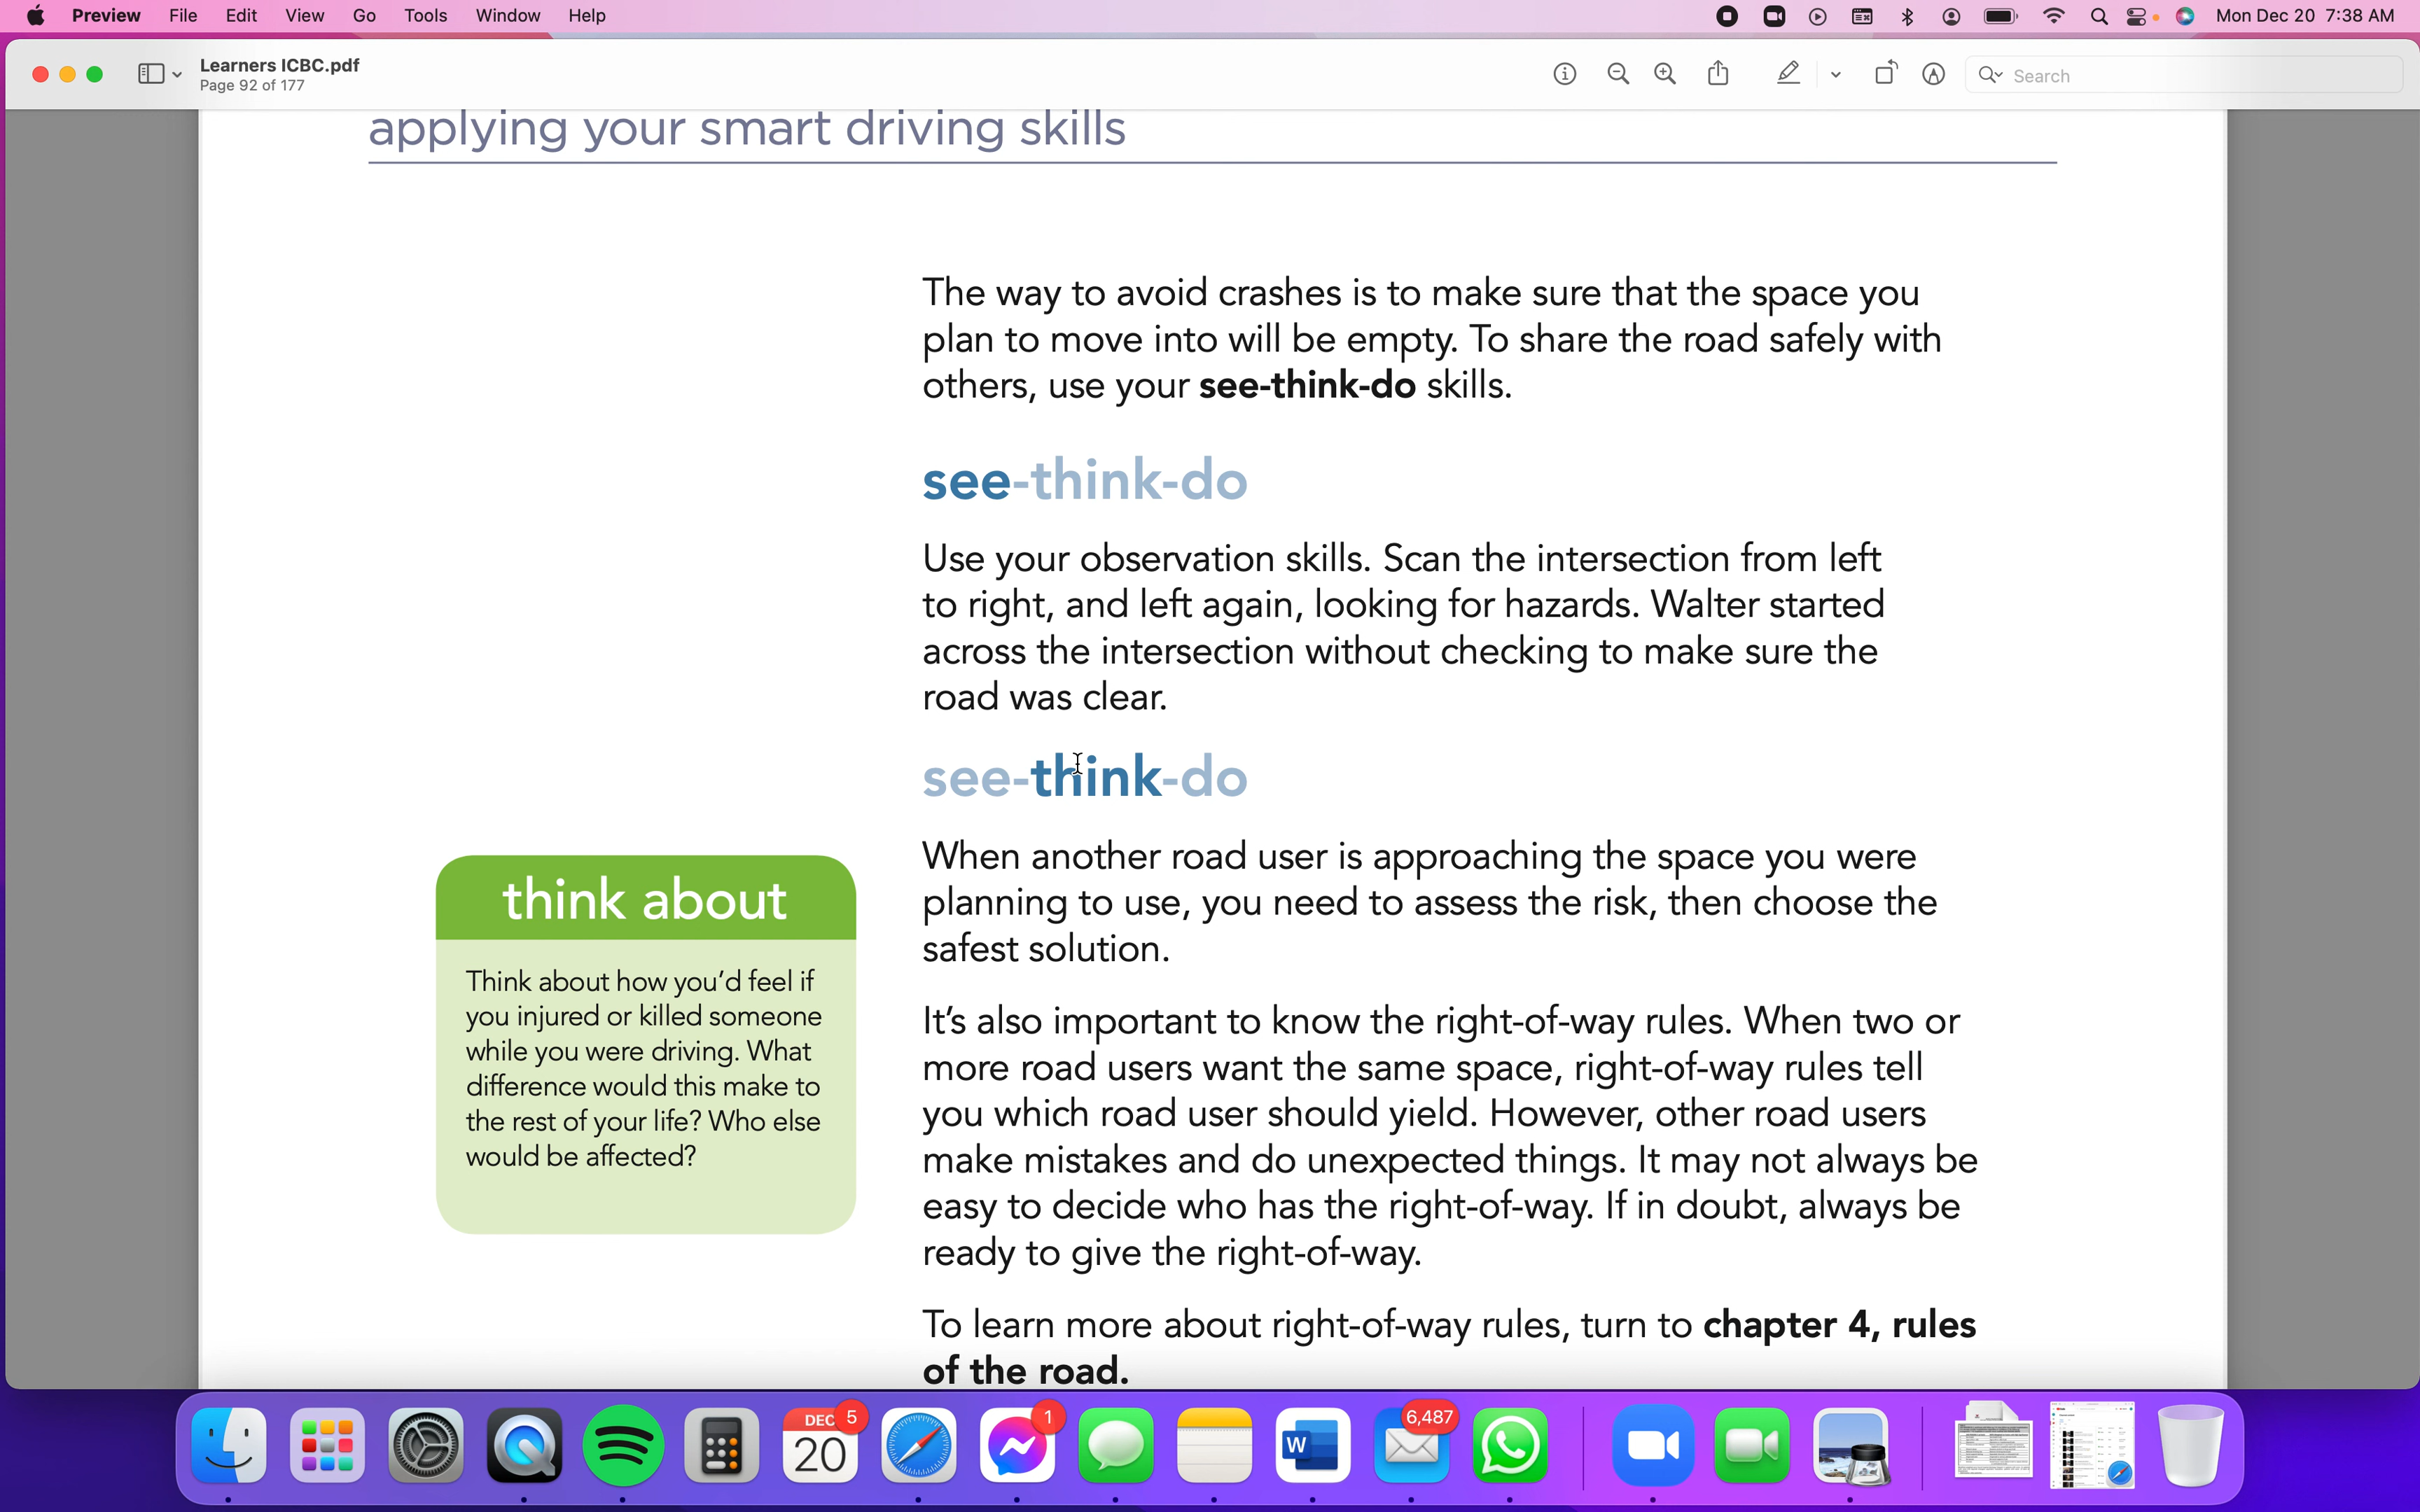 Preview File Edit View Go Tools Window Help
Mon Dec 20 7:38 AM
Learners ICBC.pdf
Page 92 of 177
Search
applying your smart driving skills
The way to avoid crashes is to make sure that the space you
plan to move into will be empty. To share the road safely with
others, use your see-think-do skills.
see-think-do
Use your observation skills. Scan the intersection from left
to right, and left again, looking for hazards. Walter started
across the intersection without checking to make sure the
road was clear.
see-think-do
When another road user is approaching the space you were
planning to use, you need to assess the risk, then choose the
safest solution.
It's also important to know the right-of-way rules. When two or
more road users want the same space, right-of-way rules tell
you which road user should yield. However, other road users
make mistakes and do unexpected things. It may not always be
easy to decide who has the right-of-way. If in doubt, always be
ready to give the right-of-way.
To learn more about right-of-way rules, turn to chapter 4, rules
of the road.
think about
Think about how you'd feel if
you injured or killed someone
while you were driving. What
difference would this make to
the rest of your life? Who else
would be affected?
DEC 5
20
1
W
6,487